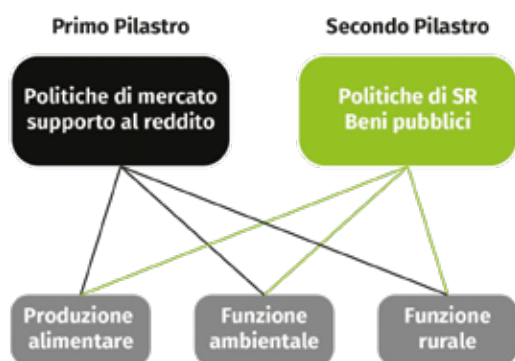 Primo Pilastro
Secondo Pilastro
Politiche di mercato
supporto al reddito
Politiche di SR
Beni pubblici
Produzione
alimentare
Funzione
ambientale
Funzione
rurale